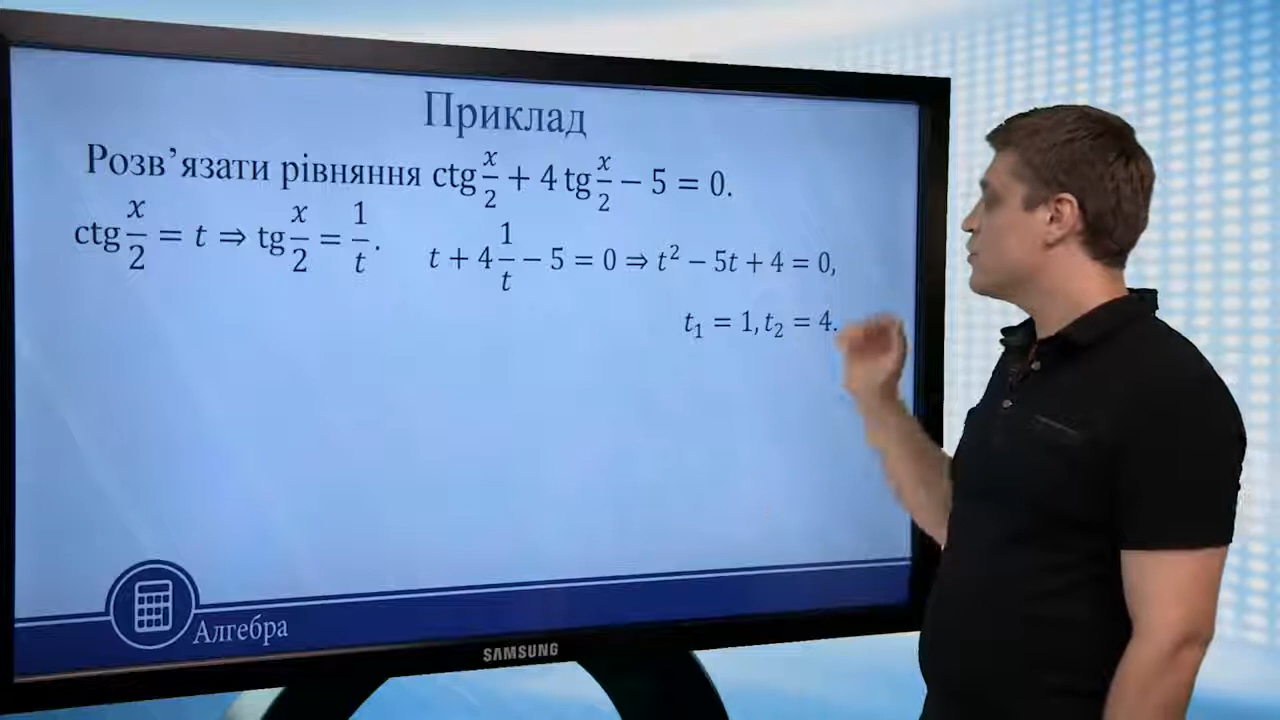 Приклад
Розв’язати рівняння ctg x/2 + 4 tg x/2 − 5 = 0.
ctg x/2 = t ⇒ tg x/2 = 1/t.
t + 4 1/t − 5 = 0 ⇒ t² − 5t + 4 = 0,
t₁ = 1, t₂ = 4.
Алгебра
SAMSUNG